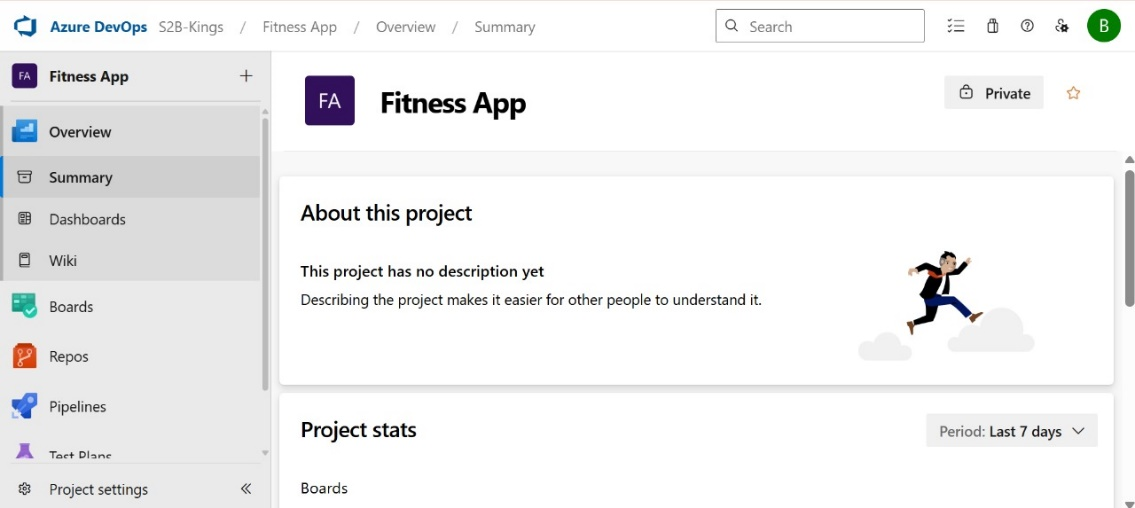 Azure DevOps S2B-Kings / Fitness App / Overview / Summary
Search
B
FA Fitness App +
Overview
Summary
Dashboards
Wiki
Boards
Repos
Pipelines
Test Plans
Project settings
FA Fitness App
Private
About this project
This project has no description yet
Describing the project makes it easier for other people to understand it.
Project stats
Period: Last 7 days
Boards